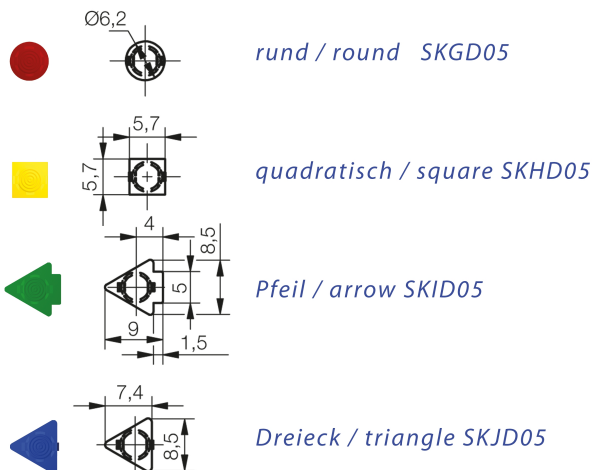 Ø6,2
rund / round SKGD05
5,7
5,7
quadratisch / square SKHD05
4
8,5
5
Pfeil / arrow SKID05
9
1,5
7,4
8,5
Dreieck / triangle SKJD05